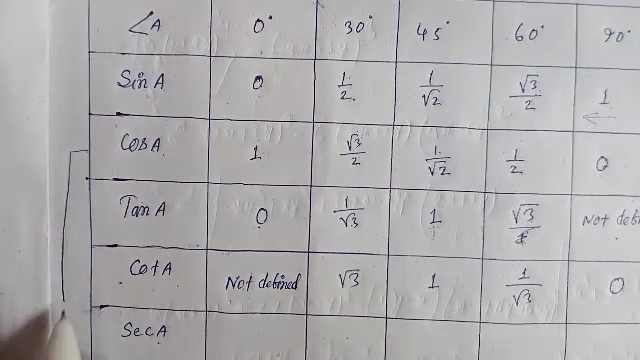 ∠A 0° 30° 45° 60° 90°
Sin A 0 1/2 1/√2 √3/2 1
Cos A 1 √3/2 1/√2 1/2 0
Tan A 0 1/√3 1 √3 Not
Cot A Not defined √3 1 1/√3 0
Sec A